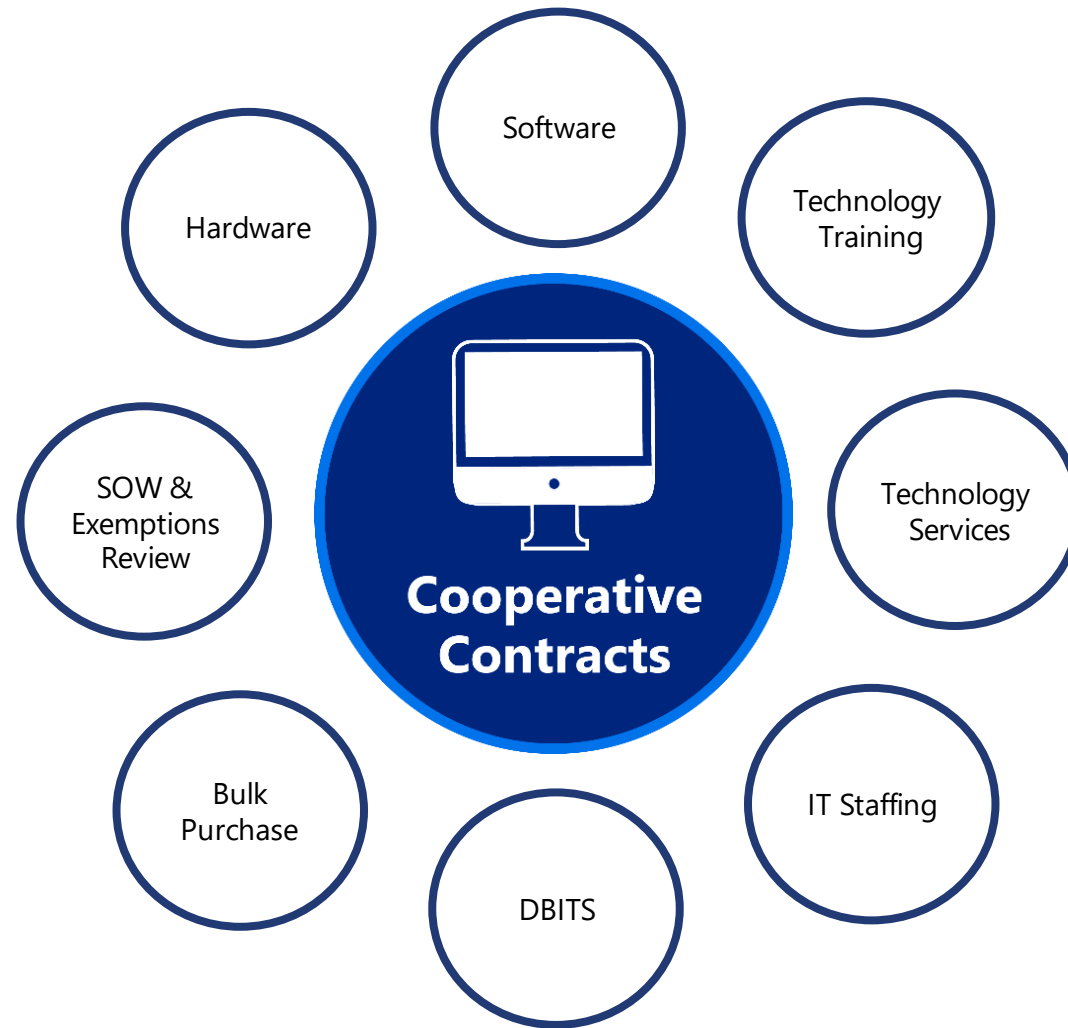 Software
Technology
Training
Hardware
Technology
Services
SOW &
Exemptions
Review
Cooperative
Contracts
IT Staffing
Bulk
Purchase
DBITS